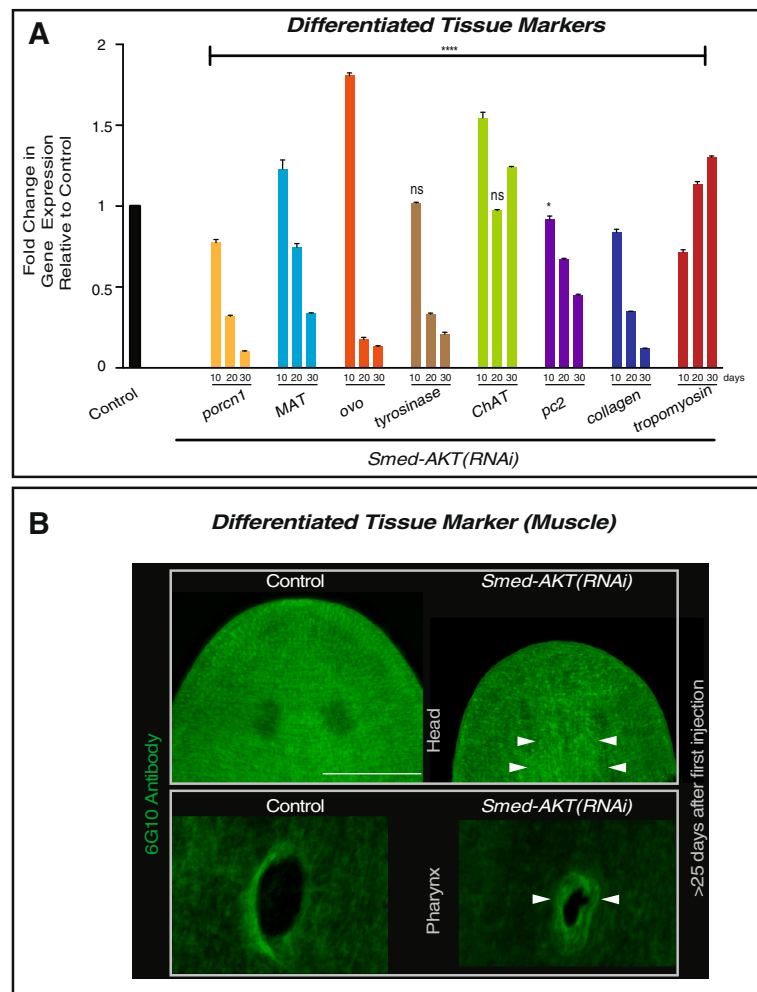 A
Differentiated Tissue Markers
****
Fold Change in
Gene Expression
Relative to Control
2
1.5
1
0.5
0
ns
ns
*
10 20 30
10 20 30
10 20 30
10 20 30
10 20 30
10 20 30
10 20 30
10 20 30
days
Control
porcn1
MAT
ovo
tyrosinase
ChAT
pc2
collagen
tropomyosin
Smed-AKT(RNAi)
B
Differentiated Tissue Marker (Muscle)
Control
Smed-AKT(RNAi)
Head
Control
Smed-AKT(RNAi)
Pharynx
6G10 Antibody
>25 days after first injection